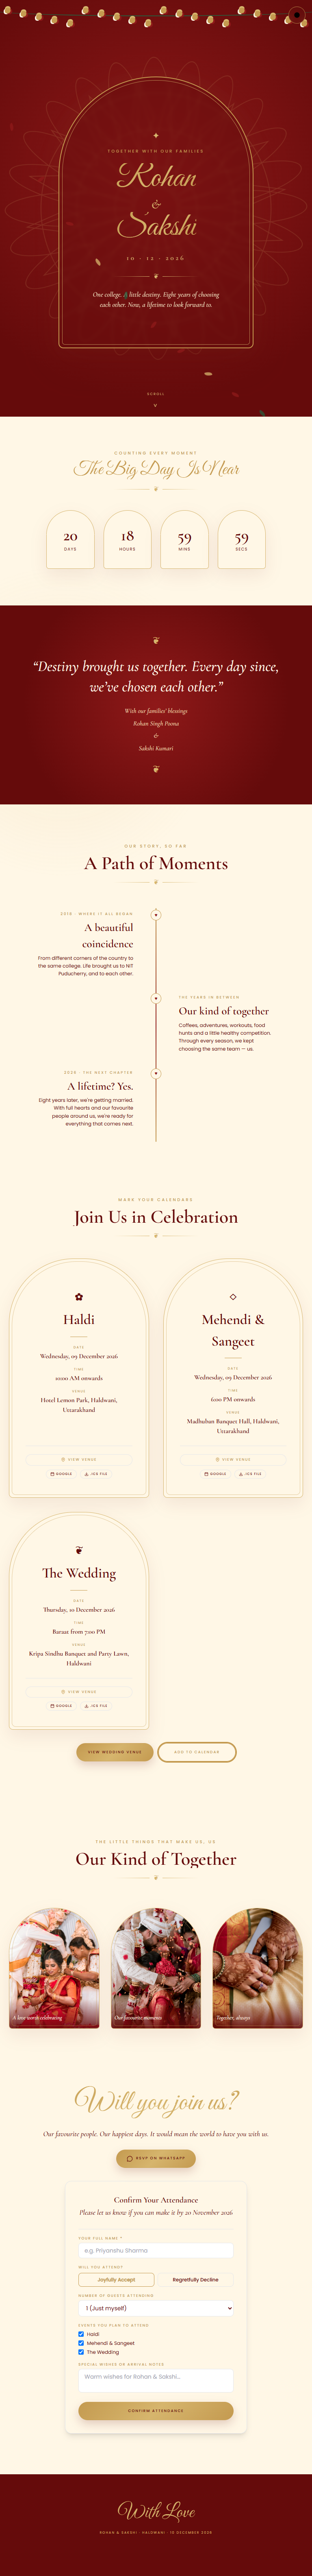 TOGETHER WITH OUR FAMILIES
Rohan
&
Sakshi
10 · 12 · 2026
One college. A little destiny. Eight years of choosing
each other. Now, a lifetime to look forward to.
SCROLL
COUNTING EVERY MOMENT
The Big Day Is Near
20
DAYS
18
HOURS
59
MINS
59
SECS
“Destiny brought us together. Every day since,
we’ve chosen each other.”
With our families’ blessings
Rohan Singh Poona
&
Sakshi Kumari
OUR STORY, SO FAR
A Path of Moments
WHERE IT ALL BEGAN
A beautiful
coincidence
From different corners of the country to
the same college. Life brought us to NIT
Puducherry, and to each other.
THE YEARS IN BETWEEN
Our kind of together
Coffees, adventures, workouts, food
hunts and a little healthy competition.
Through every season, we kept
choosing the same team — us.
2026 · THE NEXT CHAPTER
A lifetime? Yes.
Eight years later, we’re getting married.
With full hearts and our favourite
people around us, we’re ready for
everything that comes next.
MARK YOUR CALENDARS
Join Us in Celebration
Haldi
DATE
Wednesday, 09 December 2026
TIME
10:00 AM onwards
VENUE
Hotel Lemon Park, Haldwani,
Uttarakhand
VIEW VENUE
GOOGLE
.ICS FILE
Mehendi &
Sangeet
DATE
Wednesday, 09 December 2026
TIME
6:00 PM onwards
VENUE
Madhuban Banquet Hall, Haldwani,
Uttarakhand
VIEW VENUE
GOOGLE
.ICS FILE
The Wedding
DATE
Thursday, 10 December 2026
TIME
Baraat from 7:00 PM
VENUE
Kripa Sindhu Banquet and Party Lawn,
Haldwani
VIEW VENUE
GOOGLE
.ICS FILE
VIEW WEDDING VENUE
ADD TO CALENDAR
THE LITTLE THINGS THAT MAKE US, US
Our Kind of Together
A love worth celebrating
Our favourite moments
Together, always
Will you join us?
Our favourite people. Our happiest days. It would mean the world to have you with us.
RSVP ON WHATSAPP
Confirm Your Attendance
Please let us know if you can make it by 20 November 2026
YOUR FULL NAME *
e.g. Priyanshu Sharma
WILL YOU ATTEND?
Joyfully Accept
Regretfully Decline
NUMBER OF GUESTS ATTENDING
1 (Just myself)
EVENTS YOU PLAN TO ATTEND
Haldi
Mehendi & Sangeet
The Wedding
SPECIAL WISHES OR ARRIVAL NOTES
Warm wishes for Rohan & Sakshi...
CONFIRM ATTENDANCE
With Love
ROHAN & SAKSHI · HALDWANI · 10 DECEMBER 2026